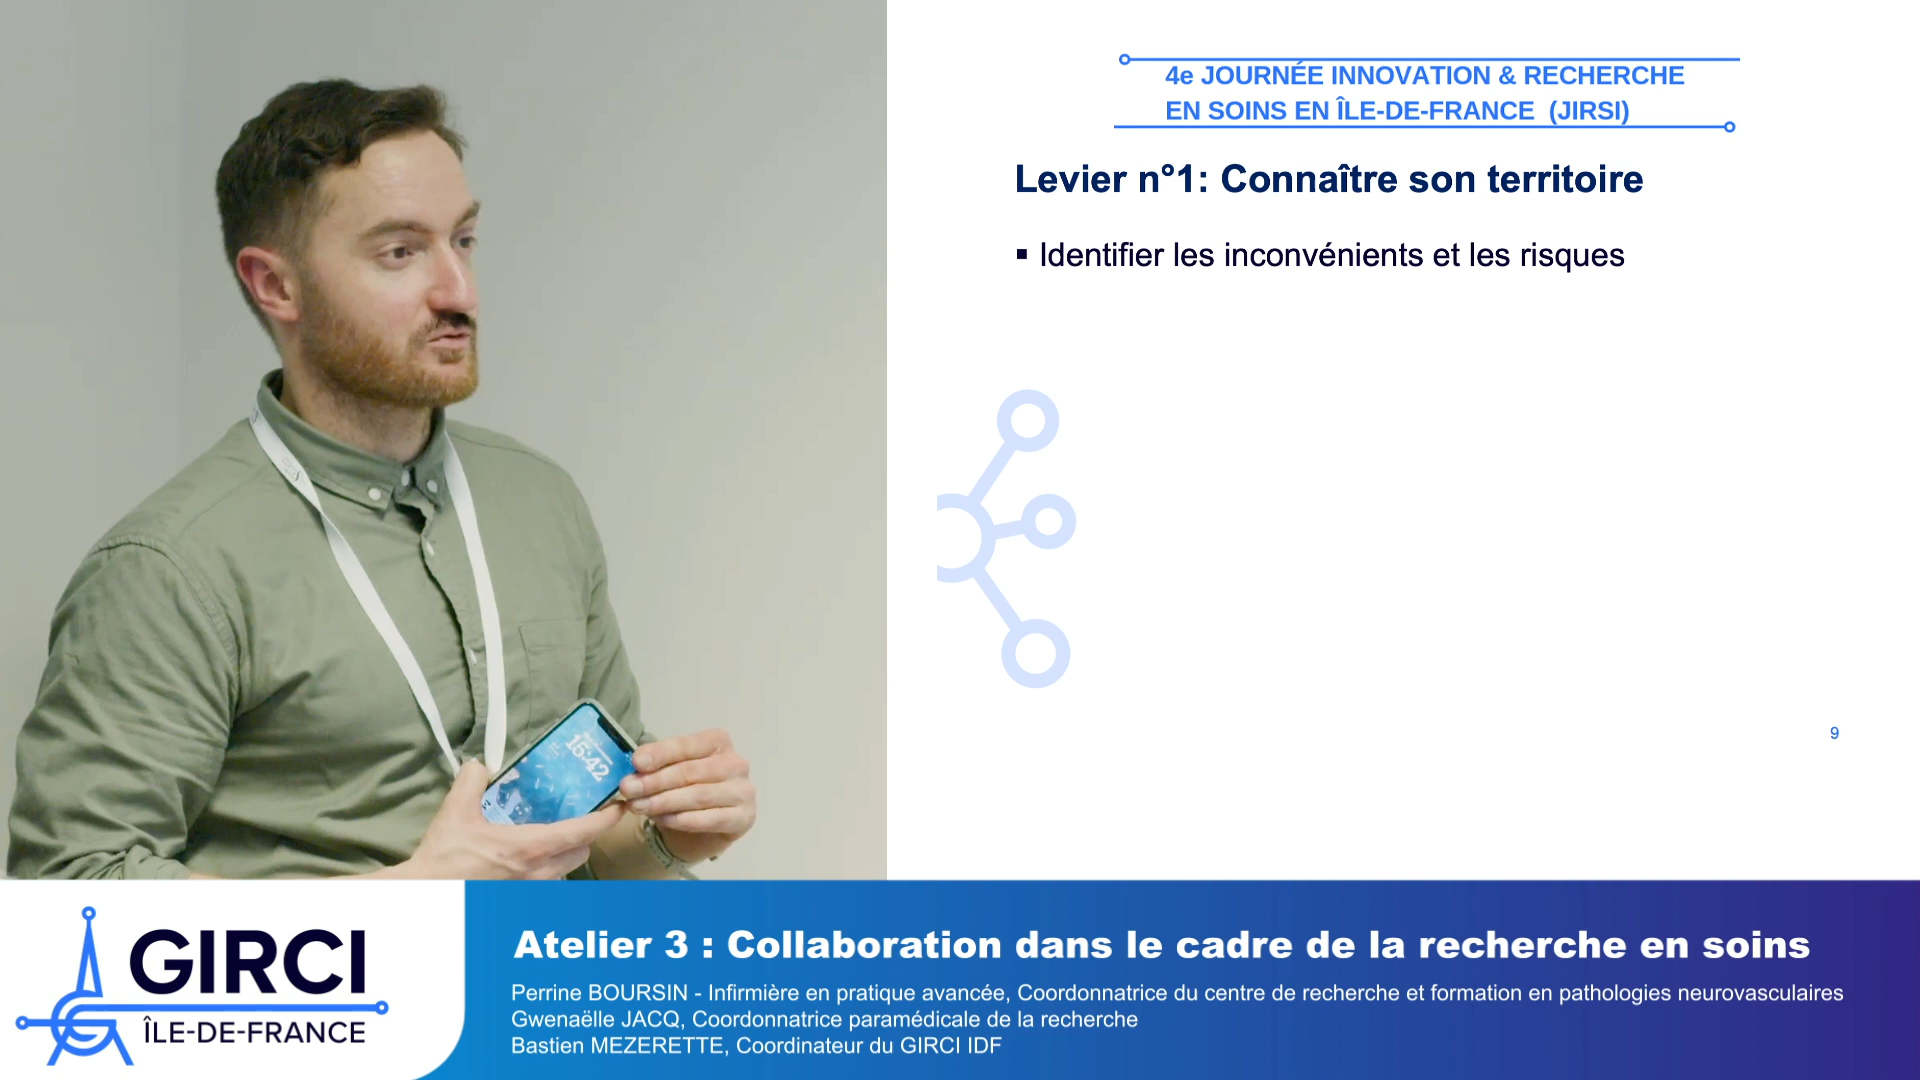 4e JOURNÉE INNOVATION & RECHERCHE
EN SOINS EN ÎLE-DE-FRANCE (JIRSI)
Levier n°1: Connaître son territoire
▪ Identifier les inconvénients et les risques
15:42
9
GIRCI
ÎLE-DE-FRANCE
Atelier 3 : Collaboration dans le cadre de la recherche en soins
Perrine BOURSIN - Infirmière en pratique avancée, Coordonnatrice du centre de recherche et formation en pathologies neurovasculaires
Gwenaëlle JACQ, Coordonnatrice paramédicale de la recherche
Bastien MEZERETTE, Coordinateur du GIRCI IDF